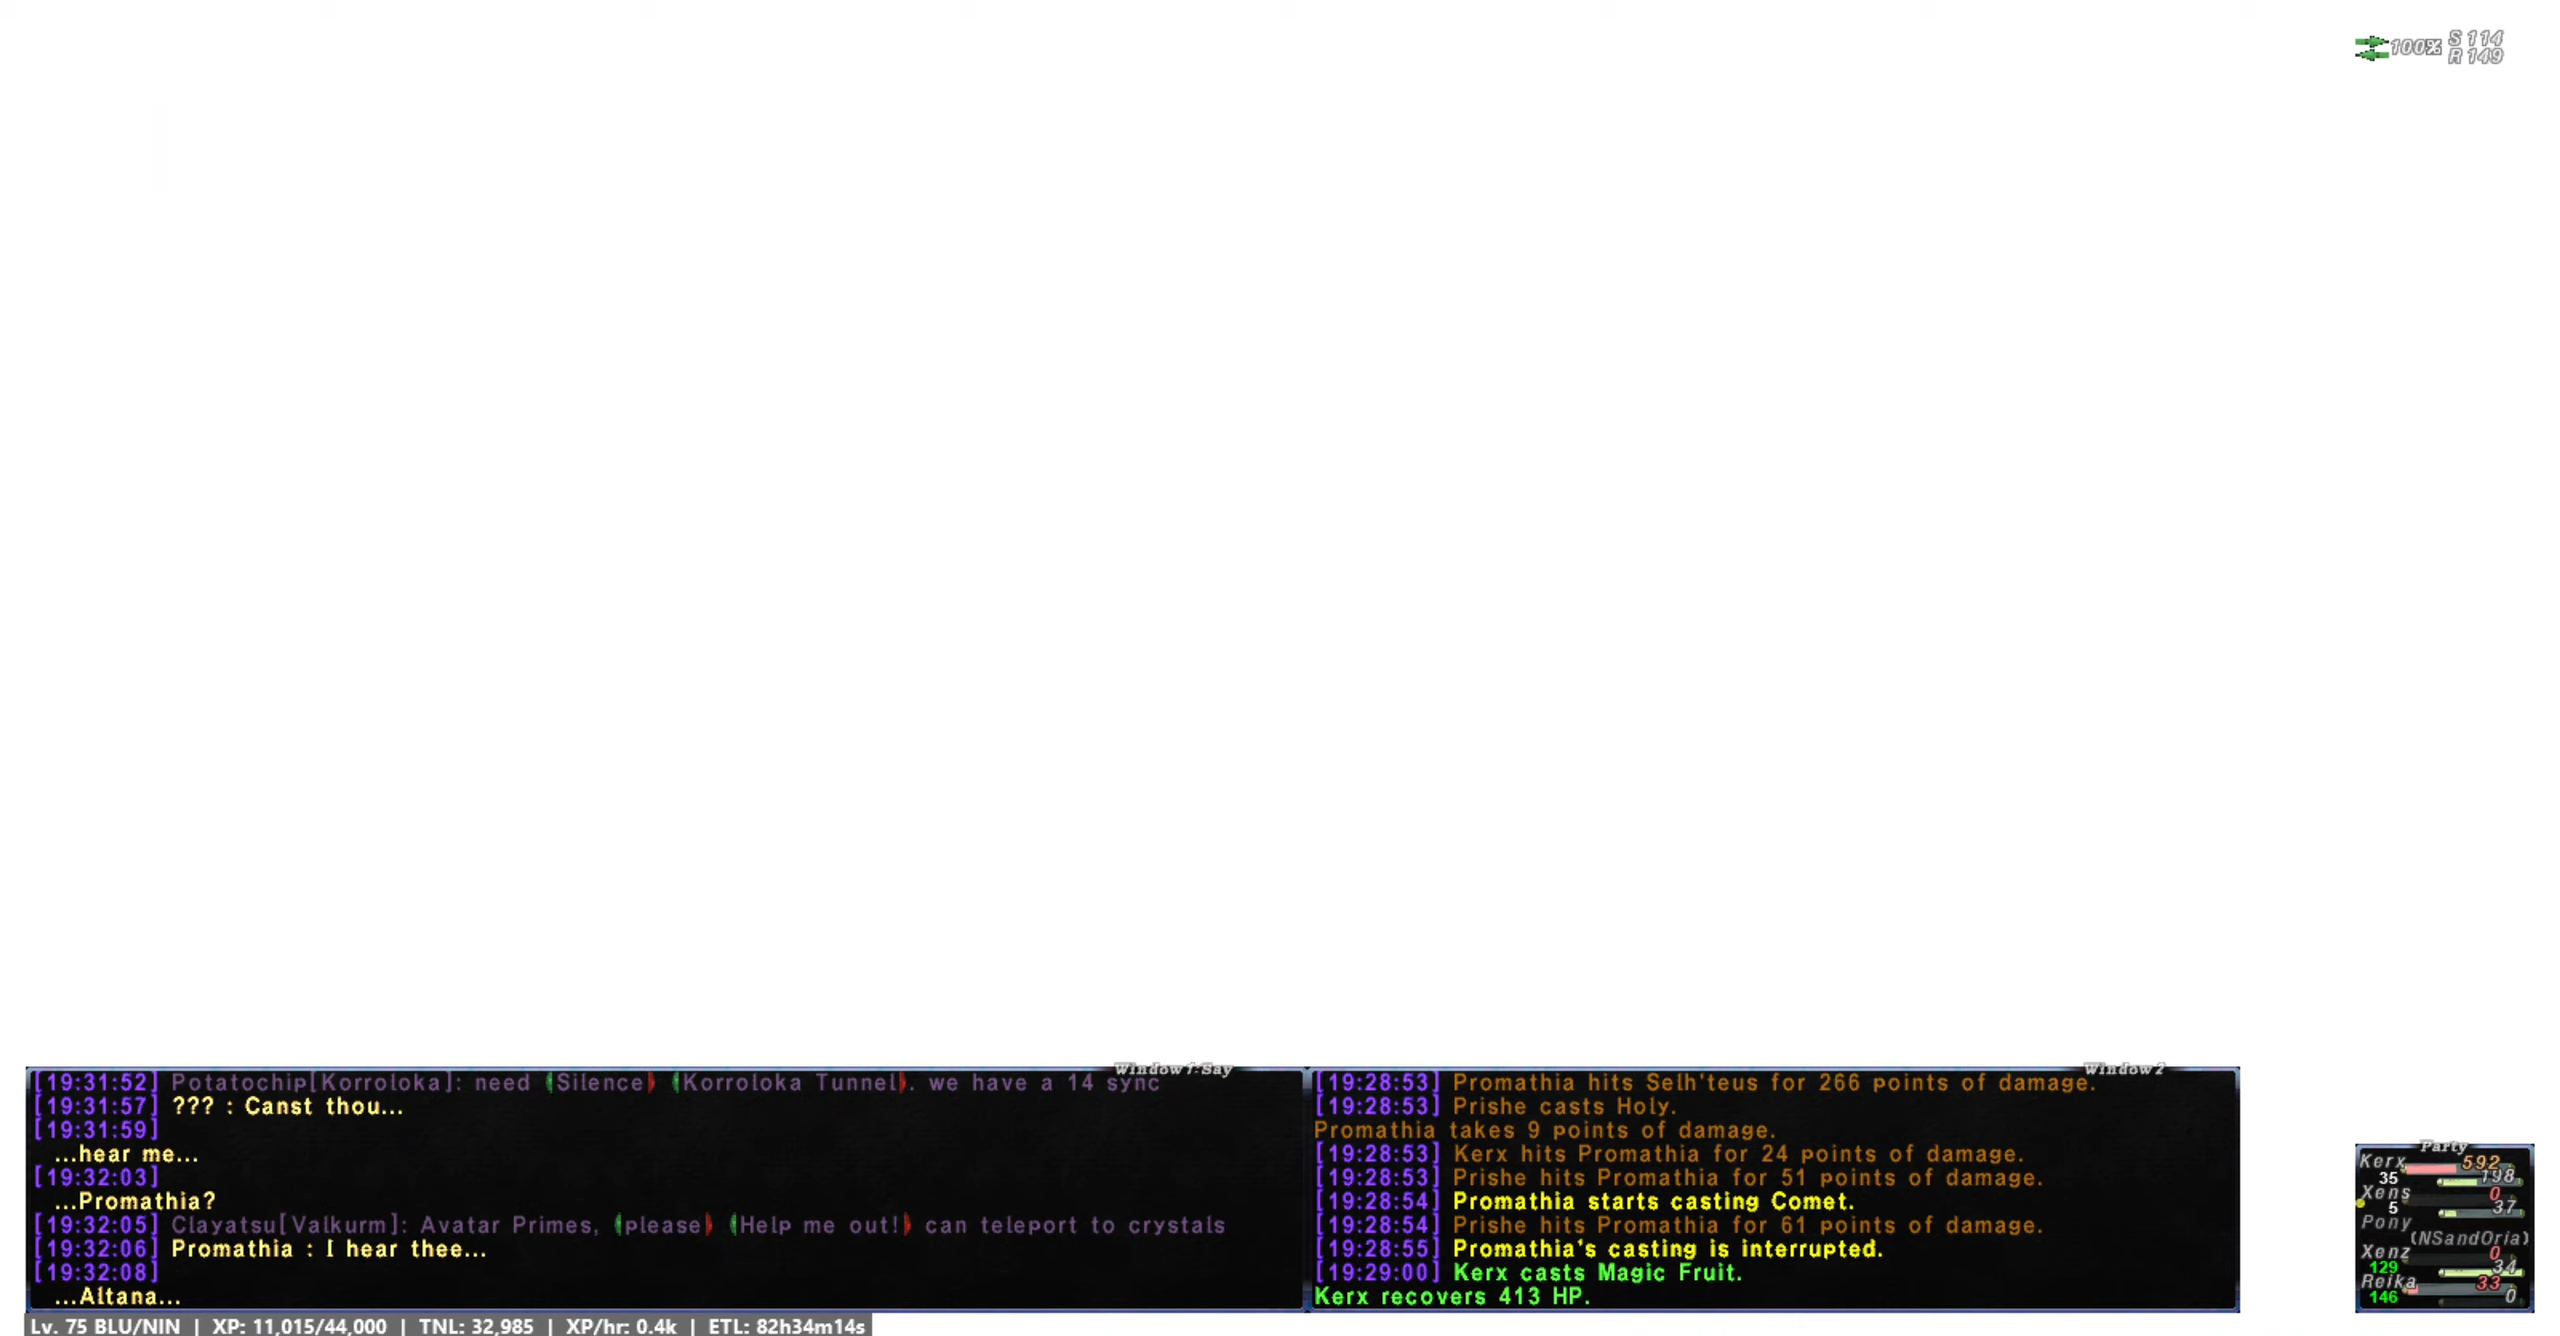 100% S 114
R 149
Window1:Say
[19:31:52] Potatochip[Korroloka]: need (Silence) (Korroloka Tunnel). we have a 14 sync
[19:31:57] ??? : Canst thou...
[19:31:59]
...hear me...
[19:32:03]
...Promathia?
[19:32:05] Clayatsu[Valkurm]: Avatar Primes, (please) (Help me out!) can teleport to crystals
[19:32:06] Promathia : I hear thee...
[19:32:08]
...Altana...
Window2
[19:28:53] Promathia hits Selh'teus for 266 points of damage.
[19:28:53] Prishe casts Holy.
Promathia takes 9 points of damage.
[19:28:53] Kerx hits Promathia for 24 points of damage.
[19:28:53] Prishe hits Promathia for 51 points of damage.
[19:28:54] Promathia starts casting Comet.
[19:28:54] Prishe hits Promathia for 61 points of damage.
[19:28:55] Promathia's casting is interrupted.
[19:29:00] Kerx casts Magic Fruit.
Kerx recovers 413 HP.
Party
Kerx 592
35 198
Xens 0
5 37
Pony
(NSandOria)
Xenz 0
129 34
Reika 33
146 0
Lv. 75 BLU/NIN | XP: 11,015/44,000 | TNL: 32,985 | XP/hr: 0.4k | ETL: 82h34m14s